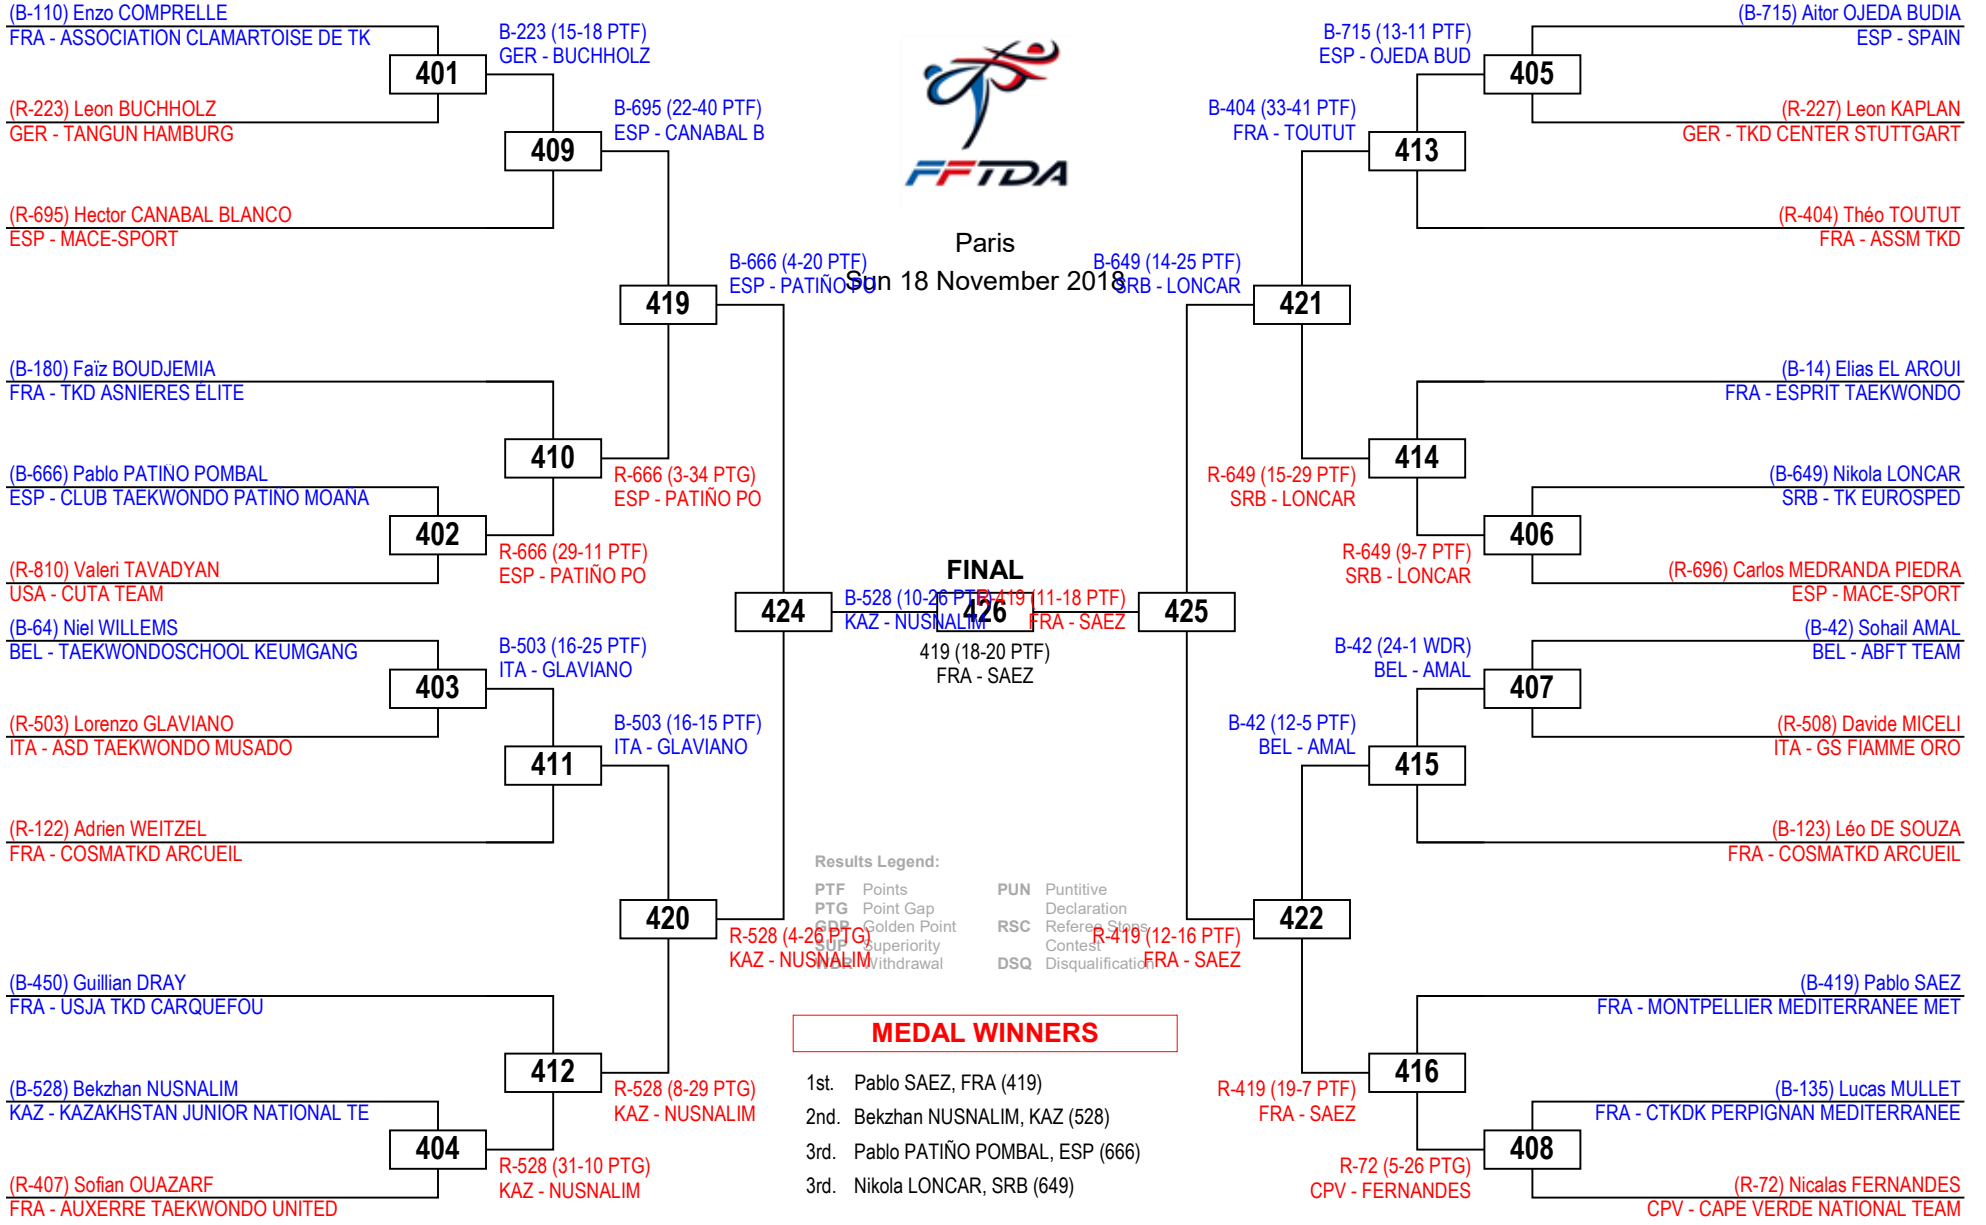 (B-110) Enzo COMPRELLE
FRA - ASSOCIATION CLAMARTOISE DE TK
401
(R-223) Leon BUCHHOLZ
GER - TANGUN HAMBURG
B-223 (15-18 PTF)
GER - BUCHHOLZ
409
(R-695) Hector CANABAL BLANCO
ESP - MACE-SPORT
B-695 (22-40 PTF)
ESP - CANABAL B
419
(B-180) Faïz BOUDJEMIA
FRA - TKD ASNIERES ÉLITE
410
(B-666) Pablo PATIÑO POMBAL
ESP - CLUB TAEKWONDO PATIÑO MOAÑA
402
(R-810) Valeri TAVADYAN
USA - CUTA TEAM
R-666 (29-11 PTF)
ESP - PATIÑO PO
R-666 (3-34 PTG)
ESP - PATIÑO PO
B-666 (4-20 PTF)
ESP - PATIÑO PO
424
(B-64) Niel WILLEMS
BEL - TAEKWONDOSCHOOL KEUMGANG
403
(R-503) Lorenzo GLAVIANO
ITA - ASD TAEKWONDO MUSADO
B-503 (16-25 PTF)
ITA - GLAVIANO
411
(R-122) Adrien WEITZEL
FRA - COSMATKD ARCUEIL
B-503 (16-15 PTF)
ITA - GLAVIANO
420
(B-450) Guillian DRAY
FRA - USJA TKD CARQUEFOU
412
(B-528) Bekzhan NUSNALIM
KAZ - KAZAKHSTAN JUNIOR NATIONAL TE
404
(R-407) Sofian OUAZARF
FRA - AUXERRE TAEKWONDO UNITED
R-528 (31-10 PTG)
KAZ - NUSNALIM
R-528 (8-29 PTG)
KAZ - NUSNALIM
R-528 (4-26 PTG)
KAZ - NUSNALIM
FFTDA
Paris
Sun 18 November 2018
FINAL
B-528 (10-26 PTF)
KAZ - NUSNALIM
426
R-419 (11-18 PTF)
FRA - SAEZ
419 (18-20 PTF)
FRA - SAEZ
Results Legend:
PTF Points
PTG Point Gap
GDP Golden Point
SUP Superiority
WDR Withdrawal
PUN Puntitive
Declaration
RSC Referee Stops
Contest
DSQ Disqualification
MEDAL WINNERS
1st. Pablo SAEZ, FRA (419)
2nd. Bekzhan NUSNALIM, KAZ (528)
3rd. Pablo PATIÑO POMBAL, ESP (666)
3rd. Nikola LONCAR, SRB (649)
(B-715) Aitor OJEDA BUDIA
ESP - SPAIN
405
(R-227) Leon KAPLAN
GER - TKD CENTER STUTTGART
B-715 (13-11 PTF)
ESP - OJEDA BUD
413
(R-404) Théo TOUTUT
FRA - ASSM TKD
B-404 (33-41 PTF)
FRA - TOUTUT
421
(B-14) Elias EL AROUI
FRA - ESPRIT TAEKWONDO
414
(B-649) Nikola LONCAR
SRB - TK EUROSPED
406
(R-696) Carlos MEDRANDA PIEDRA
ESP - MACE-SPORT
R-649 (9-7 PTF)
SRB - LONCAR
R-649 (15-29 PTF)
SRB - LONCAR
B-649 (14-25 PTF)
SRB - LONCAR
425
(B-42) Sohail AMAL
BEL - ABFT TEAM
407
(R-508) Davide MICELI
ITA - GS FIAMME ORO
B-42 (24-1 WDR)
BEL - AMAL
415
(B-123) Léo DE SOUZA
FRA - COSMATKD ARCUEIL
B-42 (12-5 PTF)
BEL - AMAL
422
(B-419) Pablo SAEZ
FRA - MONTPELLIER MEDITERRANEE MET
416
(B-135) Lucas MULLET
FRA - CTKDK PERPIGNAN MEDITERRANEE
408
(R-72) Nicalas FERNANDES
CPV - CAPE VERDE NATIONAL TEAM
R-72 (5-26 PTG)
CPV - FERNANDES
R-419 (19-7 PTF)
FRA - SAEZ
R-419 (12-16 PTF)
FRA - SAEZ